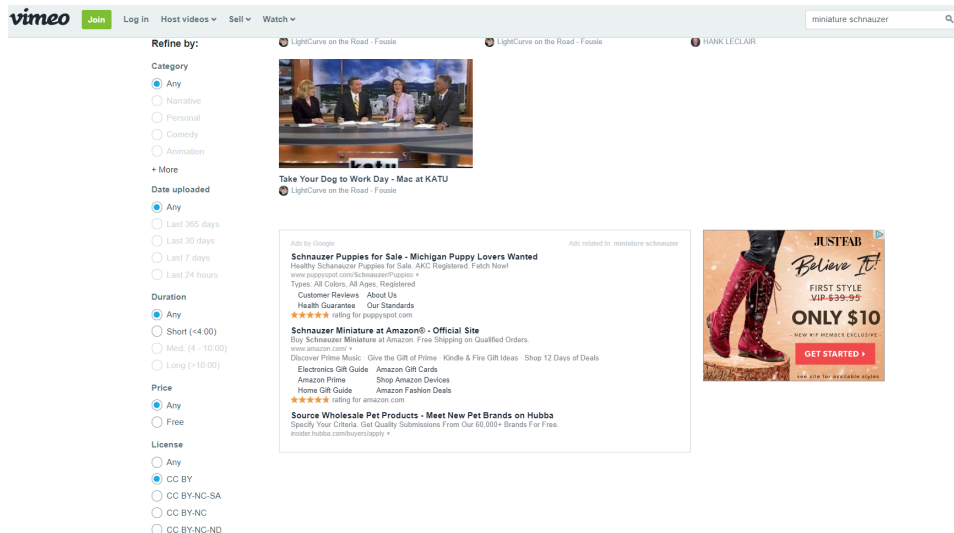 vimeo Join Log in Host videos Sell Watch miniature schnauzer
Refine by:
LightCurve on the Road - Fousie
LightCurve on the Road - Fousie
HANK LECLAIR
Category
Any
Narrative
Personal
Comedy
Animation
+ More
katu
Take Your Dog to Work Day - Mac at KATU
LightCurve on the Road - Fousie
Date uploaded
Any
Last 365 days
Last 30 days
Last 7 days
Last 24 hours
Duration
Any
Short (<4:00)
Med. (4 - 10:00)
Long (>10:00)
Price
Any
Free
License
Any
CC BY
CC BY-NC-SA
CC BY-NC
CC BY-NC-ND
Ads by Google Ads related to: miniature schnauzer
Schnauzer Puppies for Sale - Michigan Puppy Lovers Wanted
Healthy Schanauzer Puppies for Sale. AKC Registered. Fetch Now!
www.puppyspot.com/Schnauzer/Puppies
Types: All Colors, All Ages, Registered
Customer Reviews About Us
Health Guarantee Our Standards
rating for puppyspot.com
Schnauzer Miniature at Amazon® - Official Site
Buy Schnauzer Miniature at Amazon. Free Shipping on Qualified Orders.
www.amazon.com/
Discover Prime Music · Give the Gift of Prime · Kindle & Fire Gift Ideas · Shop 12 Days of Deals
Electronics Gift Guide Amazon Gift Cards
Amazon Prime Shop Amazon Devices
Home Gift Guide Amazon Fashion Deals
rating for amazon.com
Source Wholesale Pet Products - Meet New Pet Brands on Hubba
Specify Your Criteria. Get Quality Submissions From Our 60,000+ Brands For Free.
insider.hubba.com/buyers/apply
JUSTFAB
Believe It!
FIRST STYLE
VIP $39.95
ONLY $10
- NEW VIP MEMBER EXCLUSIVE -
GET STARTED
see site for available styles